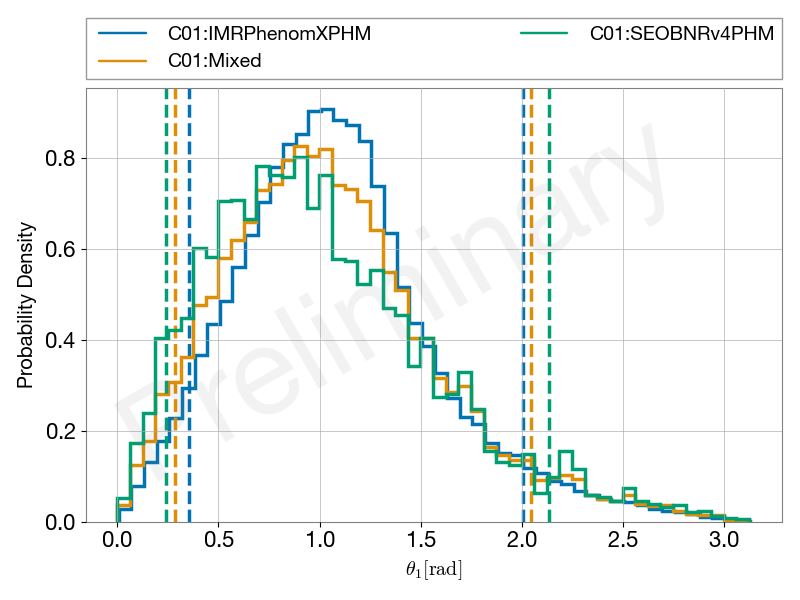 C01:IMRPhenomXPHM
C01:Mixed
C01:SEOBNRv4PHM
Preliminary
Probability Density
0.8
0.6
0.4
0.2
0.0
0.0 0.5 1.0 1.5 2.0 2.5 3.0
θ₁[rad]